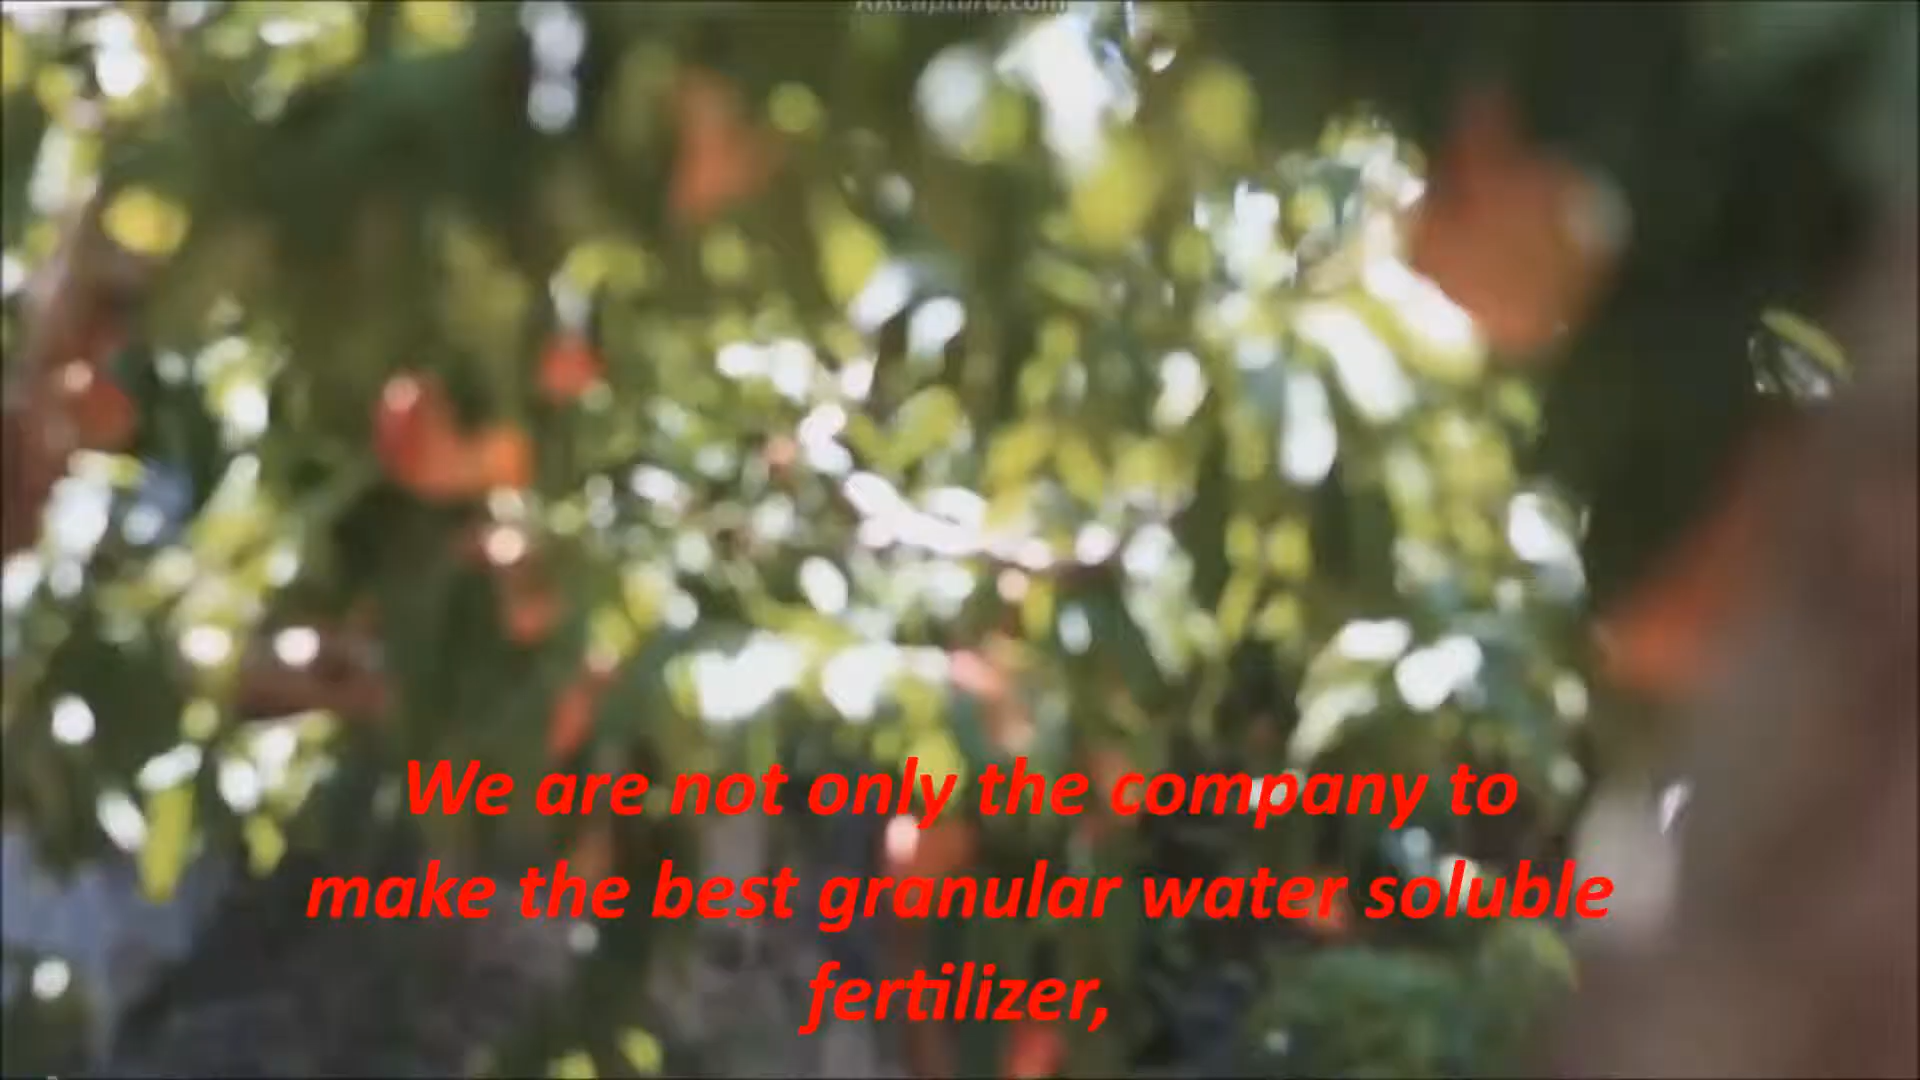 We are not only the company to
make the best granular water soluble
fertilizer,